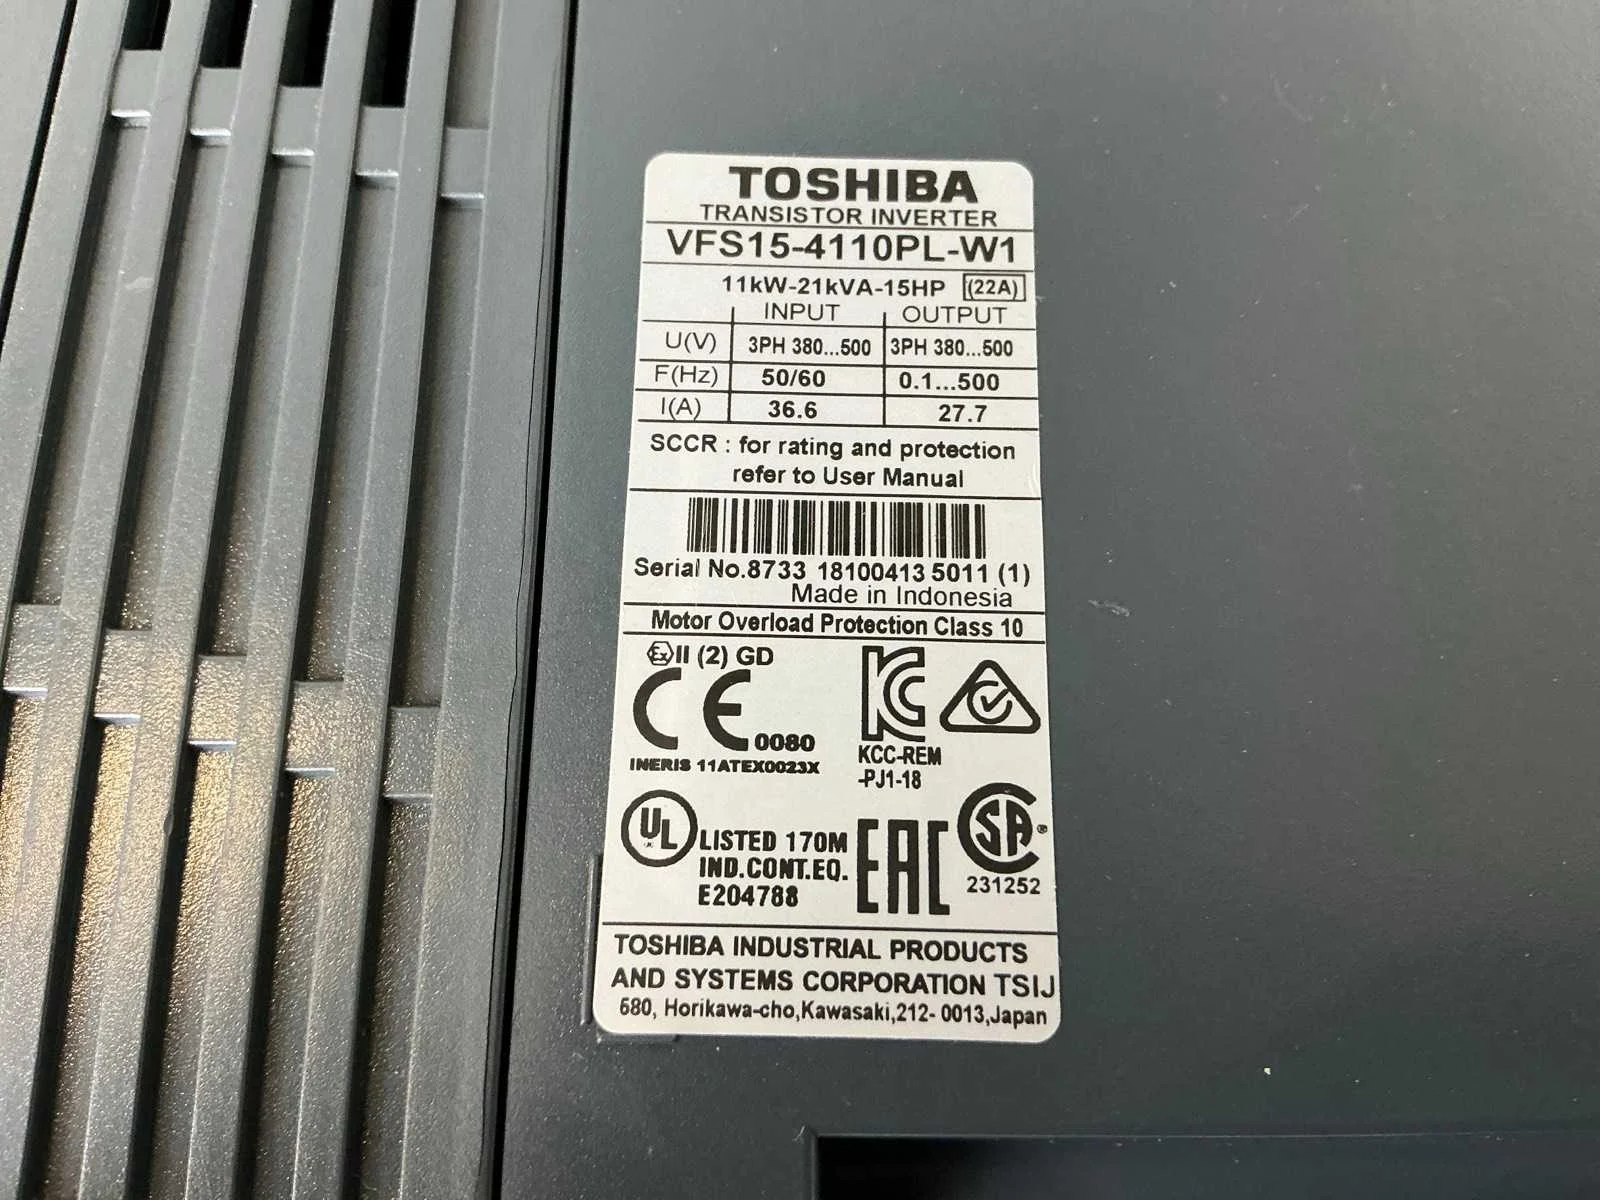 TOSHIBA
TRANSISTOR INVERTER
VFS15-4110PL-W1
11kW-21kVA-15HP (22A)
INPUT OUTPUT
U(V) 3PH 380...500 3PH 380...500
F(Hz) 50/60 0.1...500
I(A) 36.6 27.7
SCCR : for rating and protection
refer to User Manual
Serial No.8733 18100413 5011 (1)
Made in Indonesia
Motor Overload Protection Class 10
Ex II (2) GD
CE 0080
INERIS 11ATEX0023X
KC
KCC-REM
-PJ1-18
UL LISTED 170M
IND.CONT.EQ.
E204788
EAC
SA ®
231252
TOSHIBA INDUSTRIAL PRODUCTS
AND SYSTEMS CORPORATION TSIJ
580, Horikawa-cho,Kawasaki,212- 0013,Japan